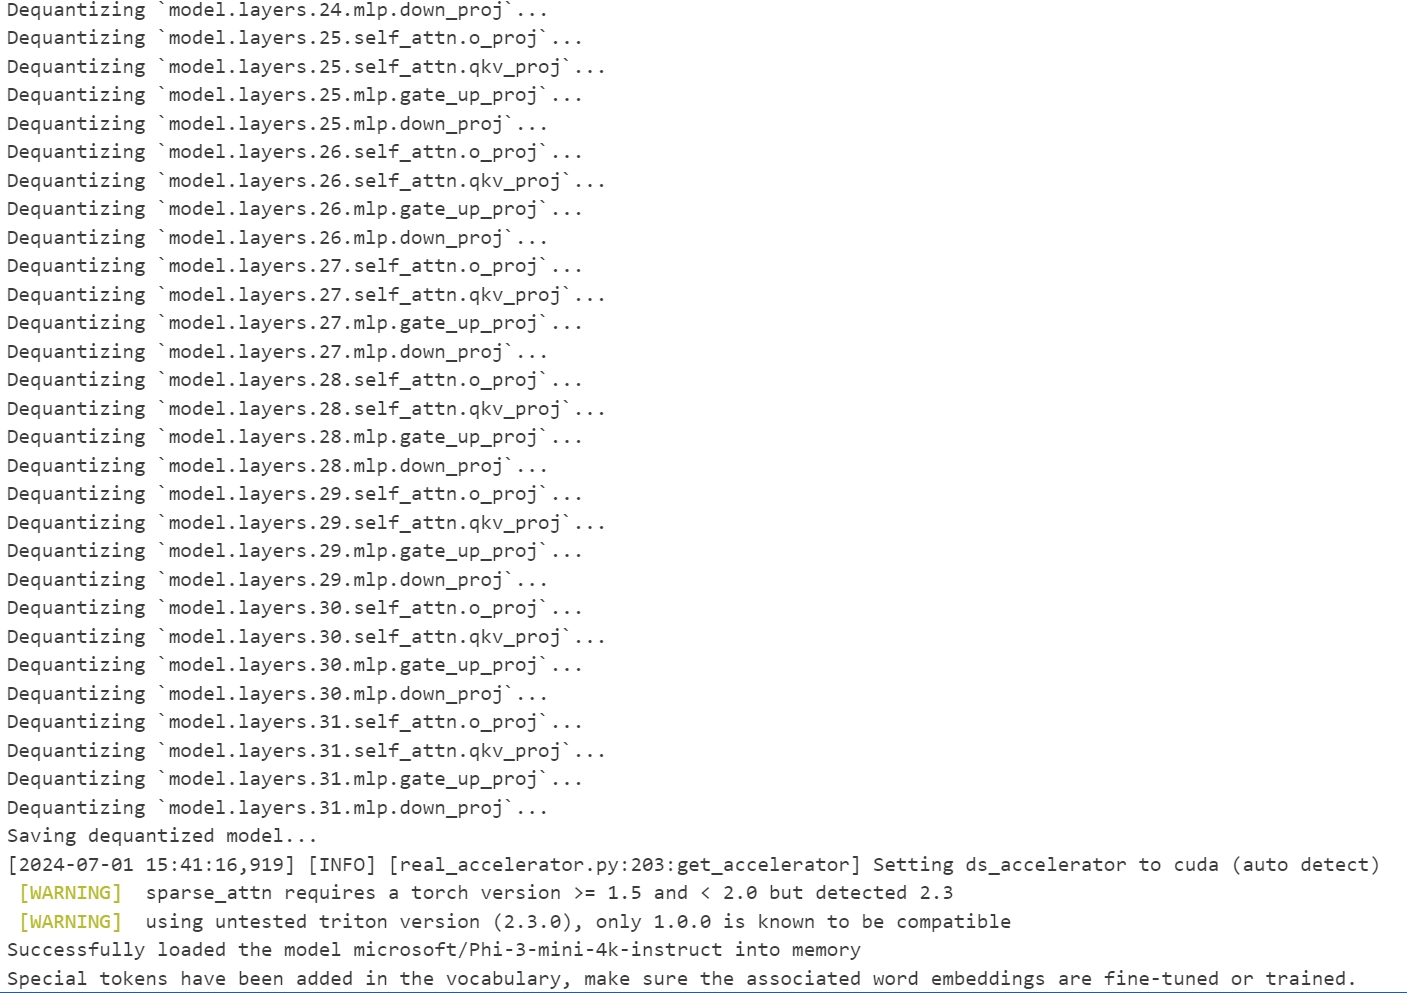 Dequantizing `model.layers.24.mlp.down_proj`...
Dequantizing `model.layers.25.self_attn.o_proj`...
Dequantizing `model.layers.25.self_attn.qkv_proj`...
Dequantizing `model.layers.25.mlp.gate_up_proj`...
Dequantizing `model.layers.25.mlp.down_proj`...
Dequantizing `model.layers.26.self_attn.o_proj`...
Dequantizing `model.layers.26.self_attn.qkv_proj`...
Dequantizing `model.layers.26.mlp.gate_up_proj`...
Dequantizing `model.layers.26.mlp.down_proj`...
Dequantizing `model.layers.27.self_attn.o_proj`...
Dequantizing `model.layers.27.self_attn.qkv_proj`...
Dequantizing `model.layers.27.mlp.gate_up_proj`...
Dequantizing `model.layers.27.mlp.down_proj`...
Dequantizing `model.layers.28.self_attn.o_proj`...
Dequantizing `model.layers.28.self_attn.qkv_proj`...
Dequantizing `model.layers.28.mlp.gate_up_proj`...
Dequantizing `model.layers.28.mlp.down_proj`...
Dequantizing `model.layers.29.self_attn.o_proj`...
Dequantizing `model.layers.29.self_attn.qkv_proj`...
Dequantizing `model.layers.29.mlp.gate_up_proj`...
Dequantizing `model.layers.29.mlp.down_proj`...
Dequantizing `model.layers.30.self_attn.o_proj`...
Dequantizing `model.layers.30.self_attn.qkv_proj`...
Dequantizing `model.layers.30.mlp.gate_up_proj`...
Dequantizing `model.layers.30.mlp.down_proj`...
Dequantizing `model.layers.31.self_attn.o_proj`...
Dequantizing `model.layers.31.self_attn.qkv_proj`...
Dequantizing `model.layers.31.mlp.gate_up_proj`...
Dequantizing `model.layers.31.mlp.down_proj`...
Saving dequantized model...
[2024-07-01 15:41:16,919] [INFO] [real_accelerator.py:203:get_accelerator] Setting ds_accelerator to cuda (auto detect)
[WARNING] sparse_attn requires a torch version >= 1.5 and < 2.0 but detected 2.3
[WARNING] using untested triton version (2.3.0), only 1.0.0 is known to be compatible
Successfully loaded the model microsoft/Phi-3-mini-4k-instruct into memory
Special tokens have been added in the vocabulary, make sure the associated word embeddings are fine-tuned or trained.